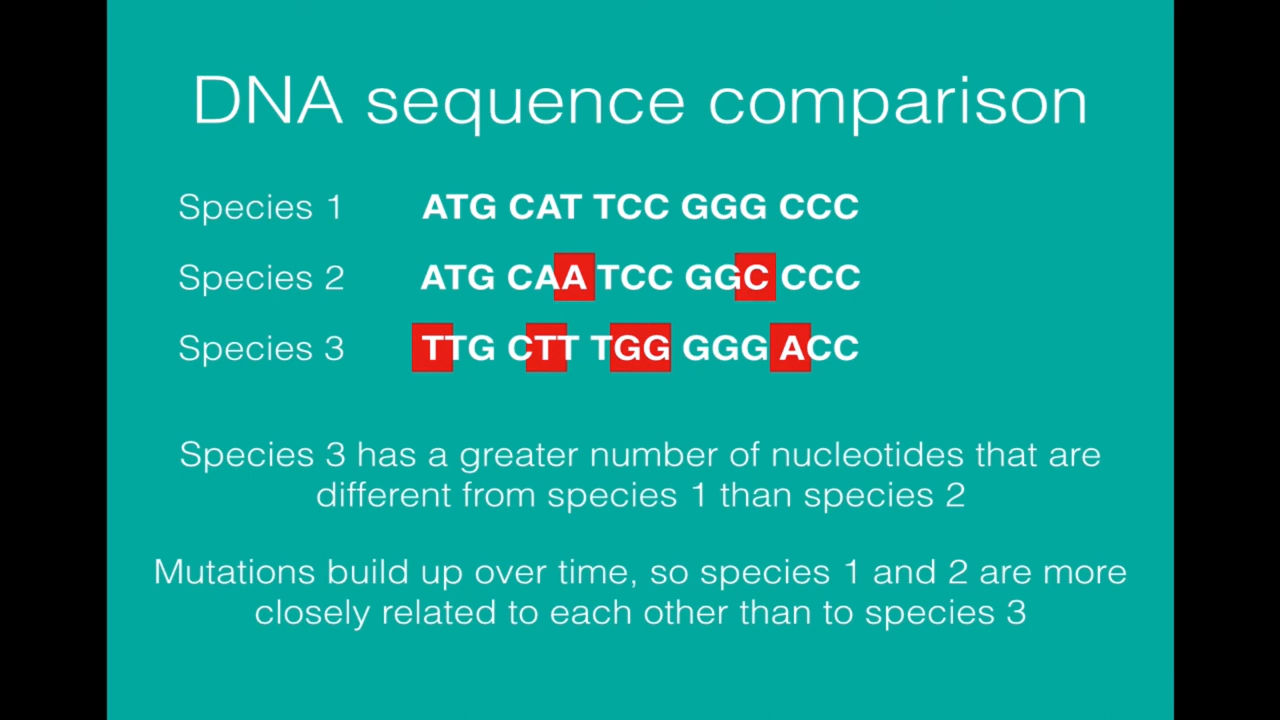 DNA sequence comparison
Species 1 ATG CAT TCC GGG CCC
Species 2 ATG CAA TCC GGC CCC
Species 3 TTG CTT TGG GGG ACC
Species 3 has a greater number of nucleotides that are
different from species 1 than species 2
Mutations build up over time, so species 1 and 2 are more
closely related to each other than to species 3